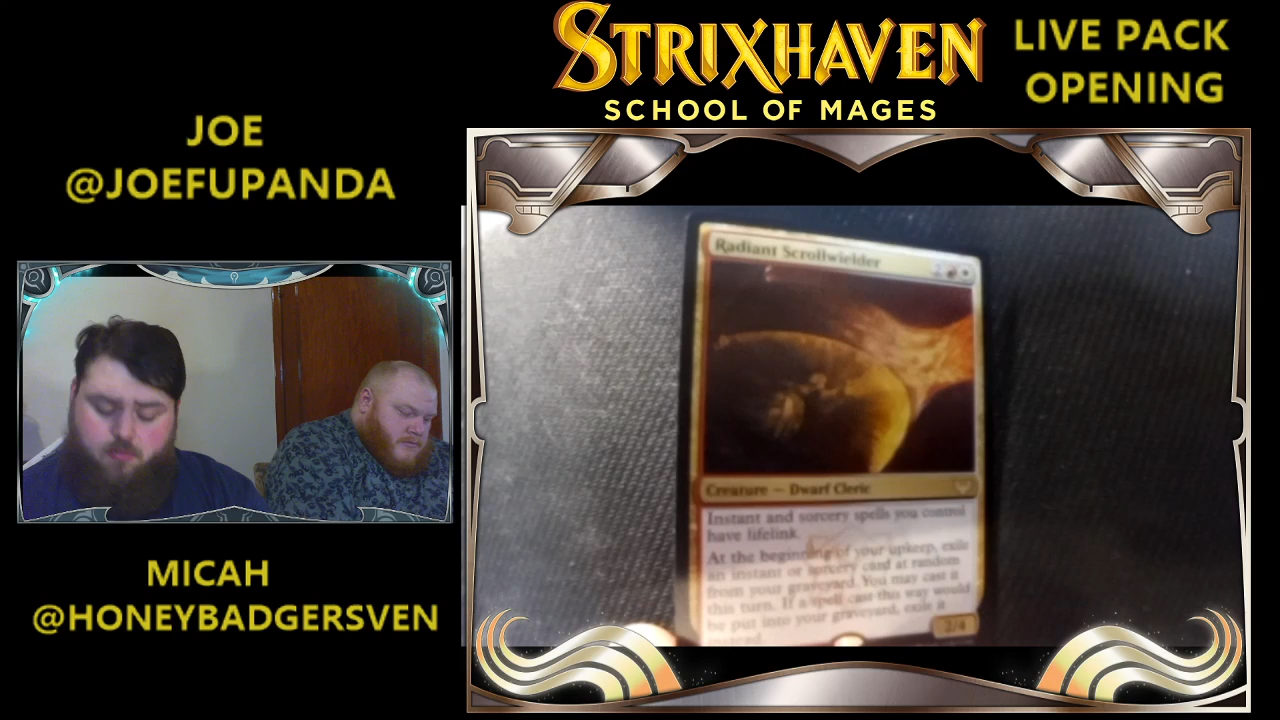 STRIXHAVEN
SCHOOL OF MAGES
LIVE PACK
OPENING
JOE
@JOEFUPANDA
MICAH
@HONEYBADGERSVEN
Radiant Scrollwielder
2
Creature — Dwarf Cleric
Instant and sorcery spells you control
have lifelink.
At the beginning of your upkeep, exile
an instant or sorcery card at random
from your graveyard. You may cast it
this turn. If a spell cast this way would
be put into your graveyard, exile it
instead.
2/4